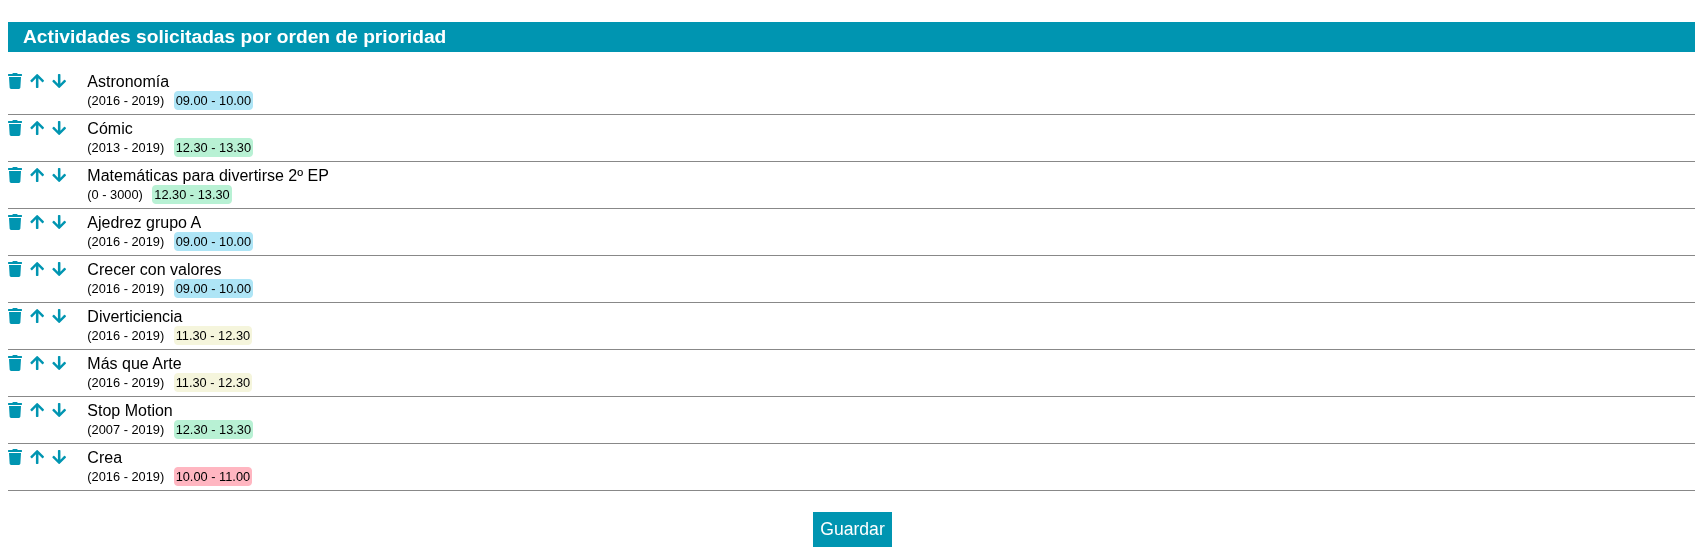 Actividades solicitadas por orden de prioridad
Astronomía
(2016 - 2019) 09.00 - 10.00
Cómic
(2013 - 2019) 12.30 - 13.30
Matemáticas para divertirse 2º EP
(0 - 3000) 12.30 - 13.30
Ajedrez grupo A
(2016 - 2019) 09.00 - 10.00
Crecer con valores
(2016 - 2019) 09.00 - 10.00
Diverticiencia
(2016 - 2019) 11.30 - 12.30
Más que Arte
(2016 - 2019) 11.30 - 12.30
Stop Motion
(2007 - 2019) 12.30 - 13.30
Crea
(2016 - 2019) 10.00 - 11.00
Guardar